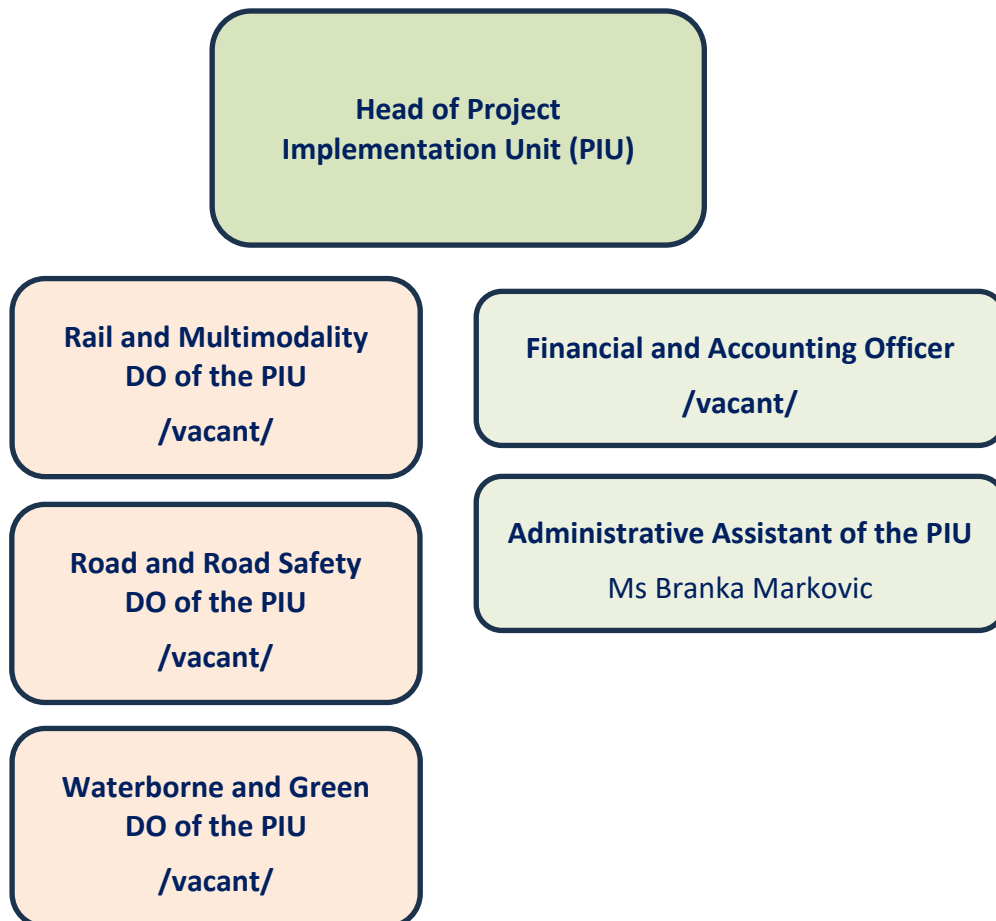 Head of Project
Implementation Unit (PIU)
Rail and Multimodality
DO of the PIU
/vacant/
Road and Road Safety
DO of the PIU
/vacant/
Waterborne and Green
DO of the PIU
/vacant/
Financial and Accounting Officer
/vacant/
Administrative Assistant of the PIU
Ms Branka Markovic